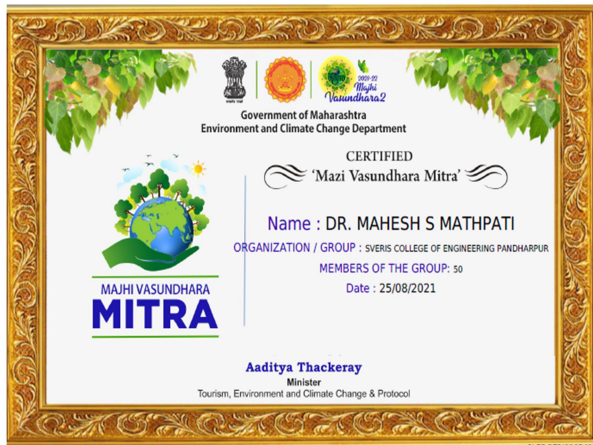 2021-22
Majhi
Vasundhara2
Government of Maharashtra
Environment and Climate Change Department
CERTIFIED
'Mazi Vasundhara Mitra'
Name : DR. MAHESH S MATHPATI
ORGANIZATION / GROUP : SVERIS COLLEGE OF ENGINEERING PANDHARPUR
MEMBERS OF THE GROUP: 50
Date : 25/08/2021
MAJHI VASUNDHARA
MITRA
Aaditya Thackeray
Minister
Tourism, Environment and Climate Change & Protocol